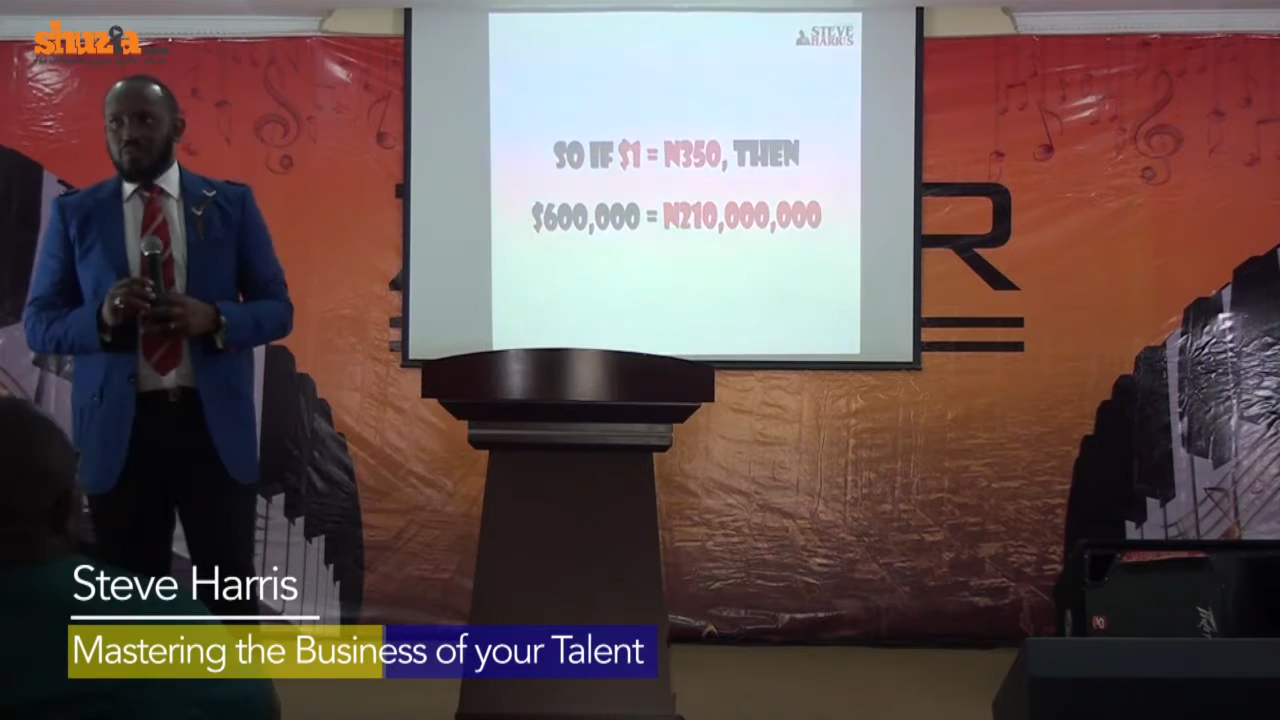 shuzia
STEVE
HARRIS
SO IF $1 = N350, THEN
$600,000 = N210,000,000
R
Steve Harris
Mastering the Business of your Talent